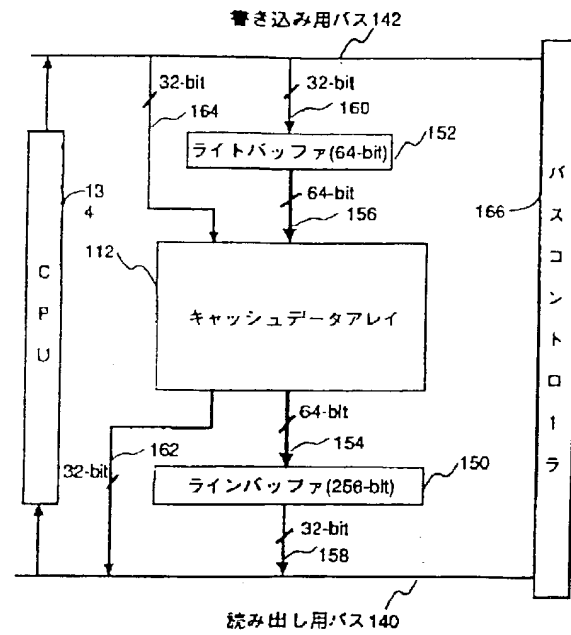 書き込み用バス142
32-bit
164
32-bit
160
ライトバッファ(64-bit)
152
134
64-bit
156
166
112
CPU
キャッシュデータアレイ
バスコントローラ
64-bit
154
162
32-bit
ラインバッファ(256-bit)
150
32-bit
158
読み出し用バス140